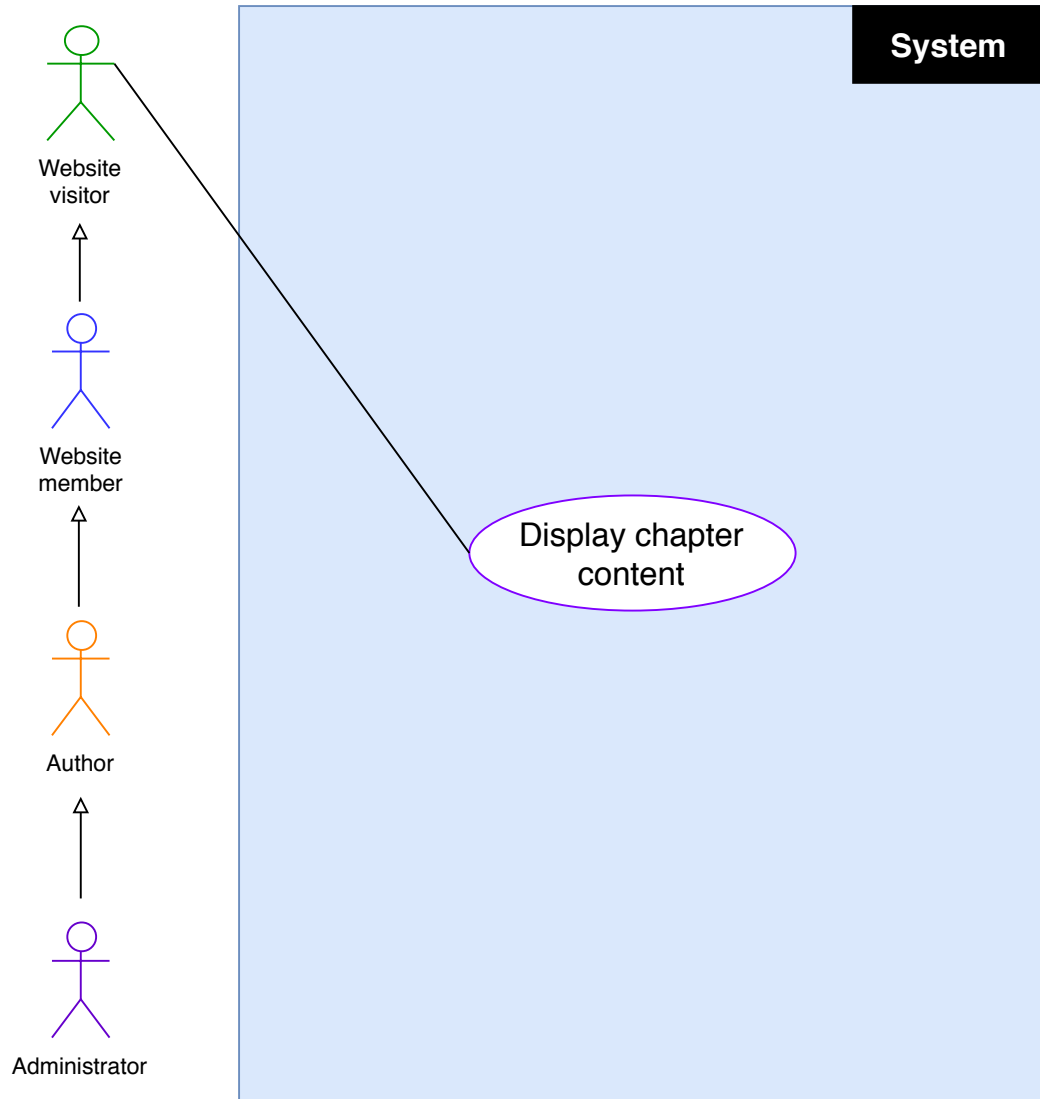 System
Website
visitor
Website
member
Display chapter
content
Author
Administrator